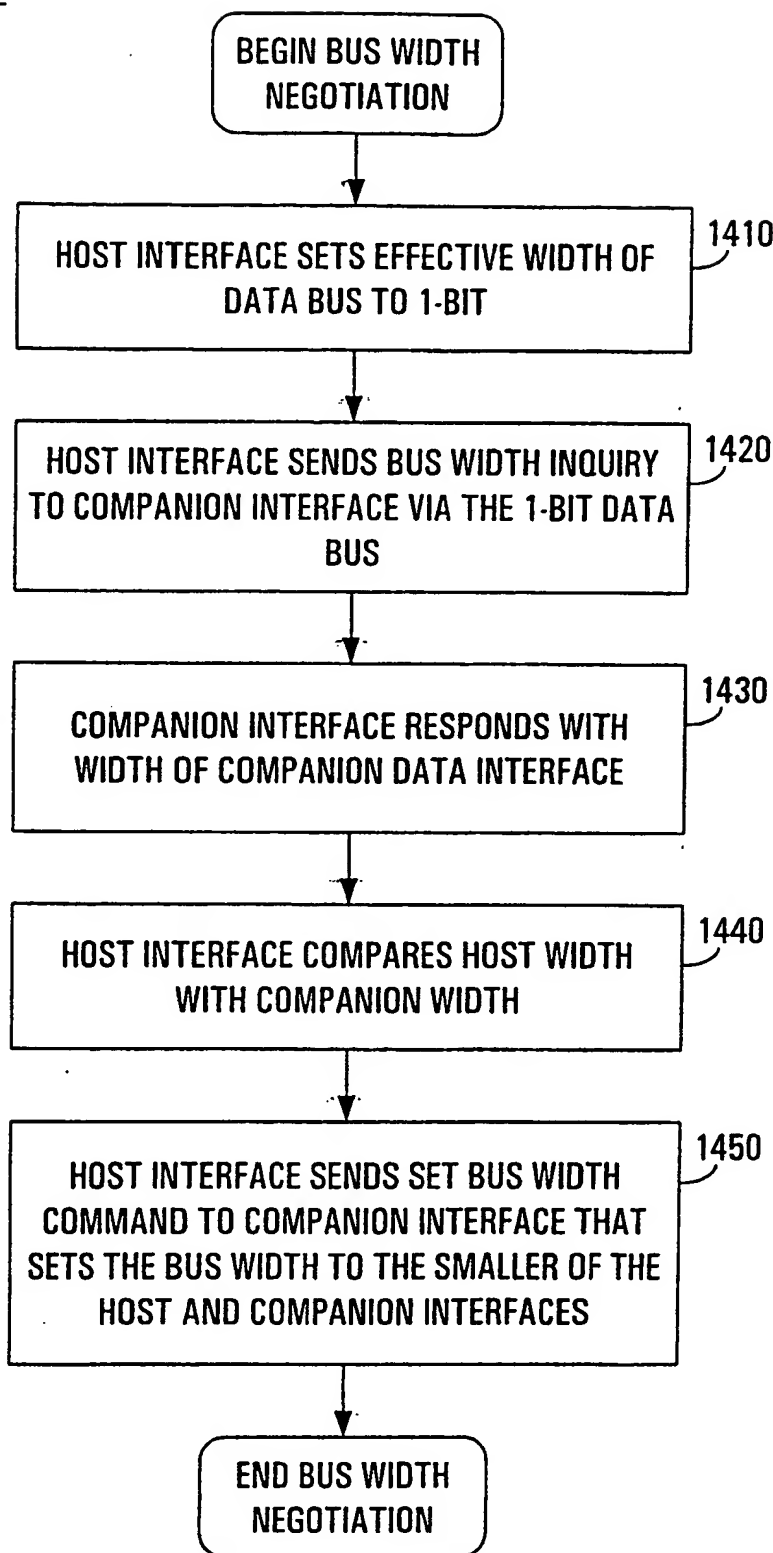 BEGIN BUS WIDTH
NEGOTIATION
1410
HOST INTERFACE SETS EFFECTIVE WIDTH OF
DATA BUS TO 1-BIT
1420
HOST INTERFACE SENDS BUS WIDTH INQUIRY
TO COMPANION INTERFACE VIA THE 1-BIT DATA
BUS
1430
COMPANION INTERFACE RESPONDS WITH
WIDTH OF COMPANION DATA INTERFACE
1440
HOST INTERFACE COMPARES HOST WIDTH
WITH COMPANION WIDTH
1450
HOST INTERFACE SENDS SET BUS WIDTH
COMMAND TO COMPANION INTERFACE THAT
SETS THE BUS WIDTH TO THE SMALLER OF THE
HOST AND COMPANION INTERFACES
END BUS WIDTH
NEGOTIATION